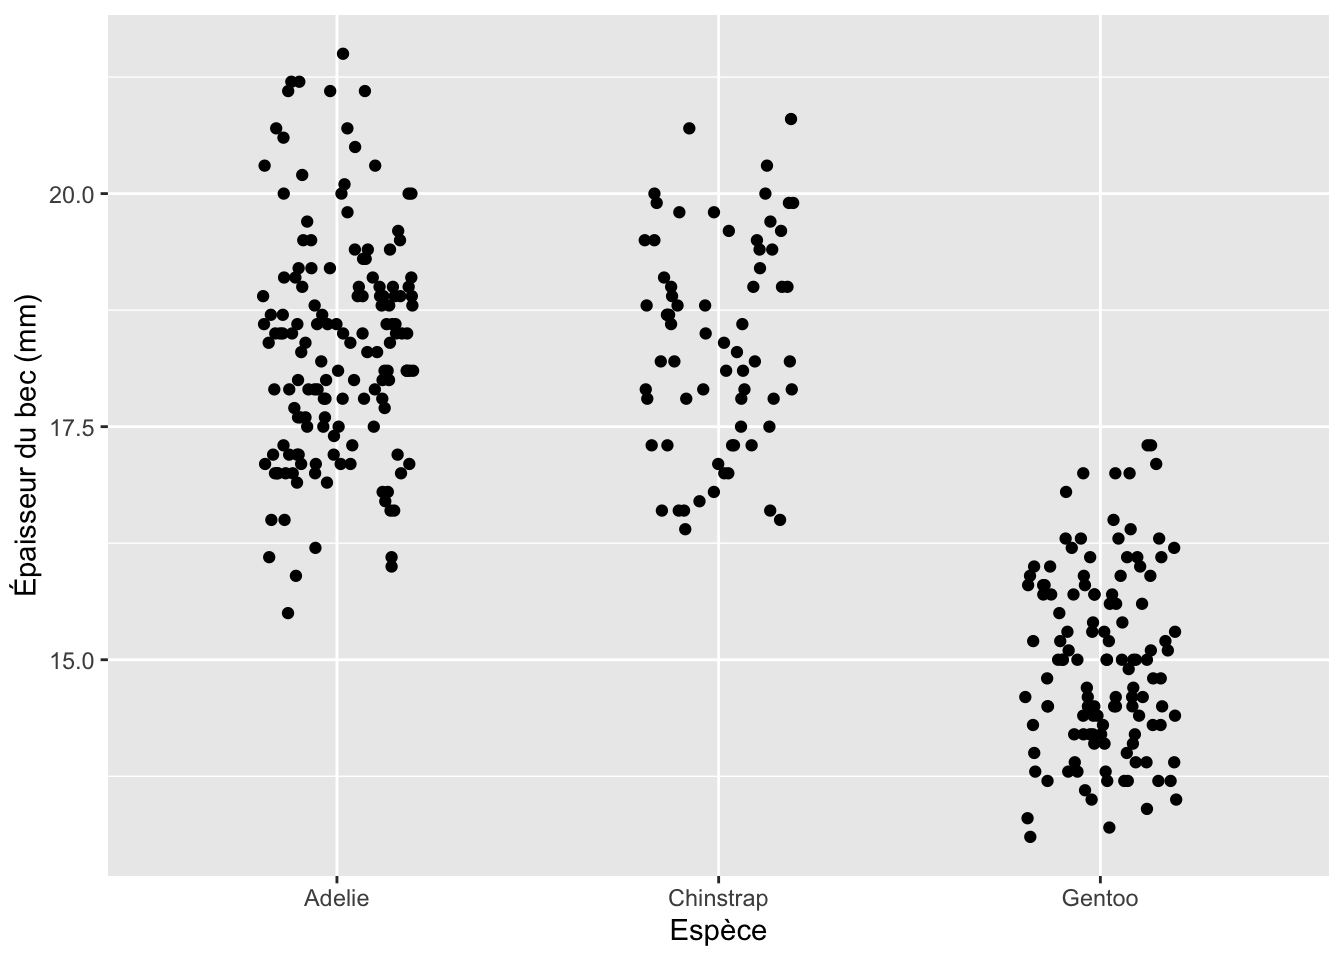 Épaisseur du bec (mm)
20.0
17.5
15.0
Adelie
Chinstrap
Gentoo
Espèce